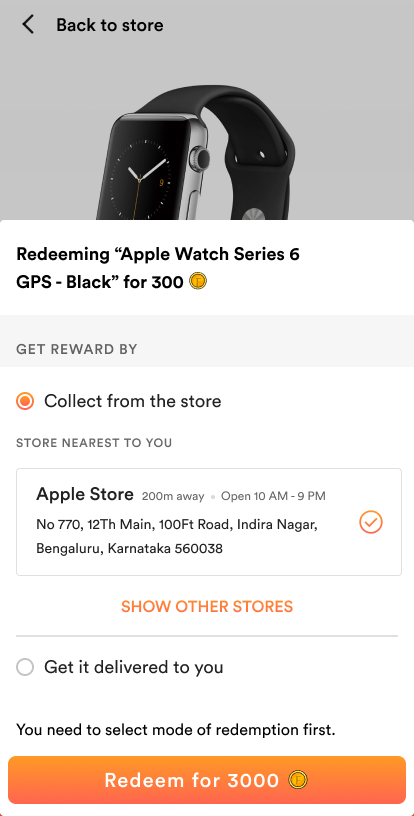 Back to store
Redeeming “Apple Watch Series 6
GPS - Black” for 300
GET REWARD BY
Collect from the store
STORE NEAREST TO YOU
Apple Store 200m away • Open 10 AM - 9 PM
No 770, 12Th Main, 100Ft Road, Indira Nagar,
Bengaluru, Karnataka 560038
SHOW OTHER STORES
Get it delivered to you
You need to select mode of redemption first.
Redeem for 3000